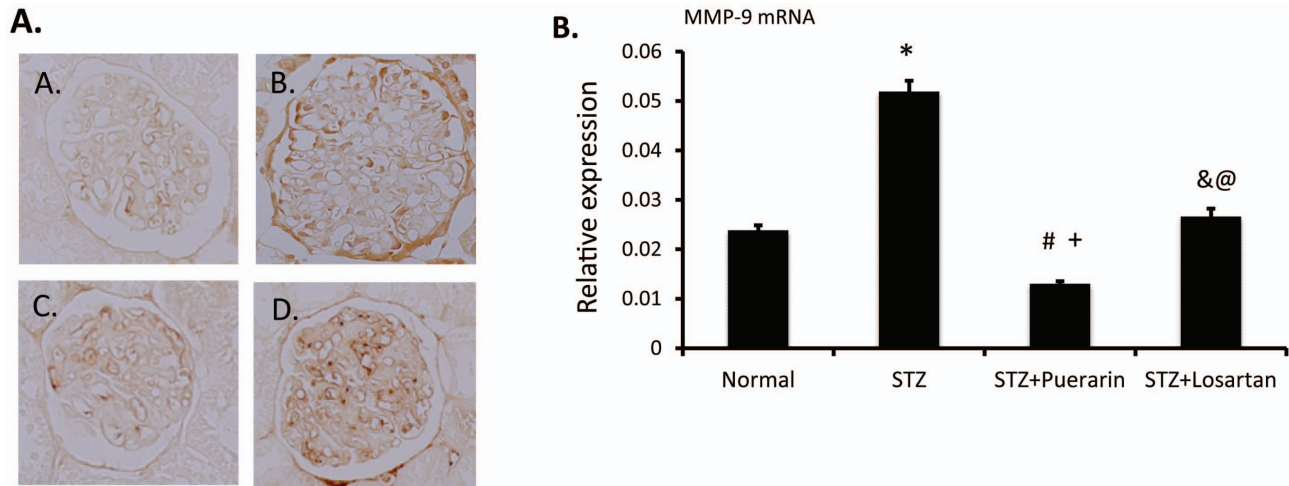 A.
A.
B.
C.
D.
B.
MMP-9 mRNA
Relative expression
0.06
0.05
0.04
0.03
0.02
0.01
0
*
# +
&@
Normal
STZ
STZ+Puerarin
STZ+Losartan